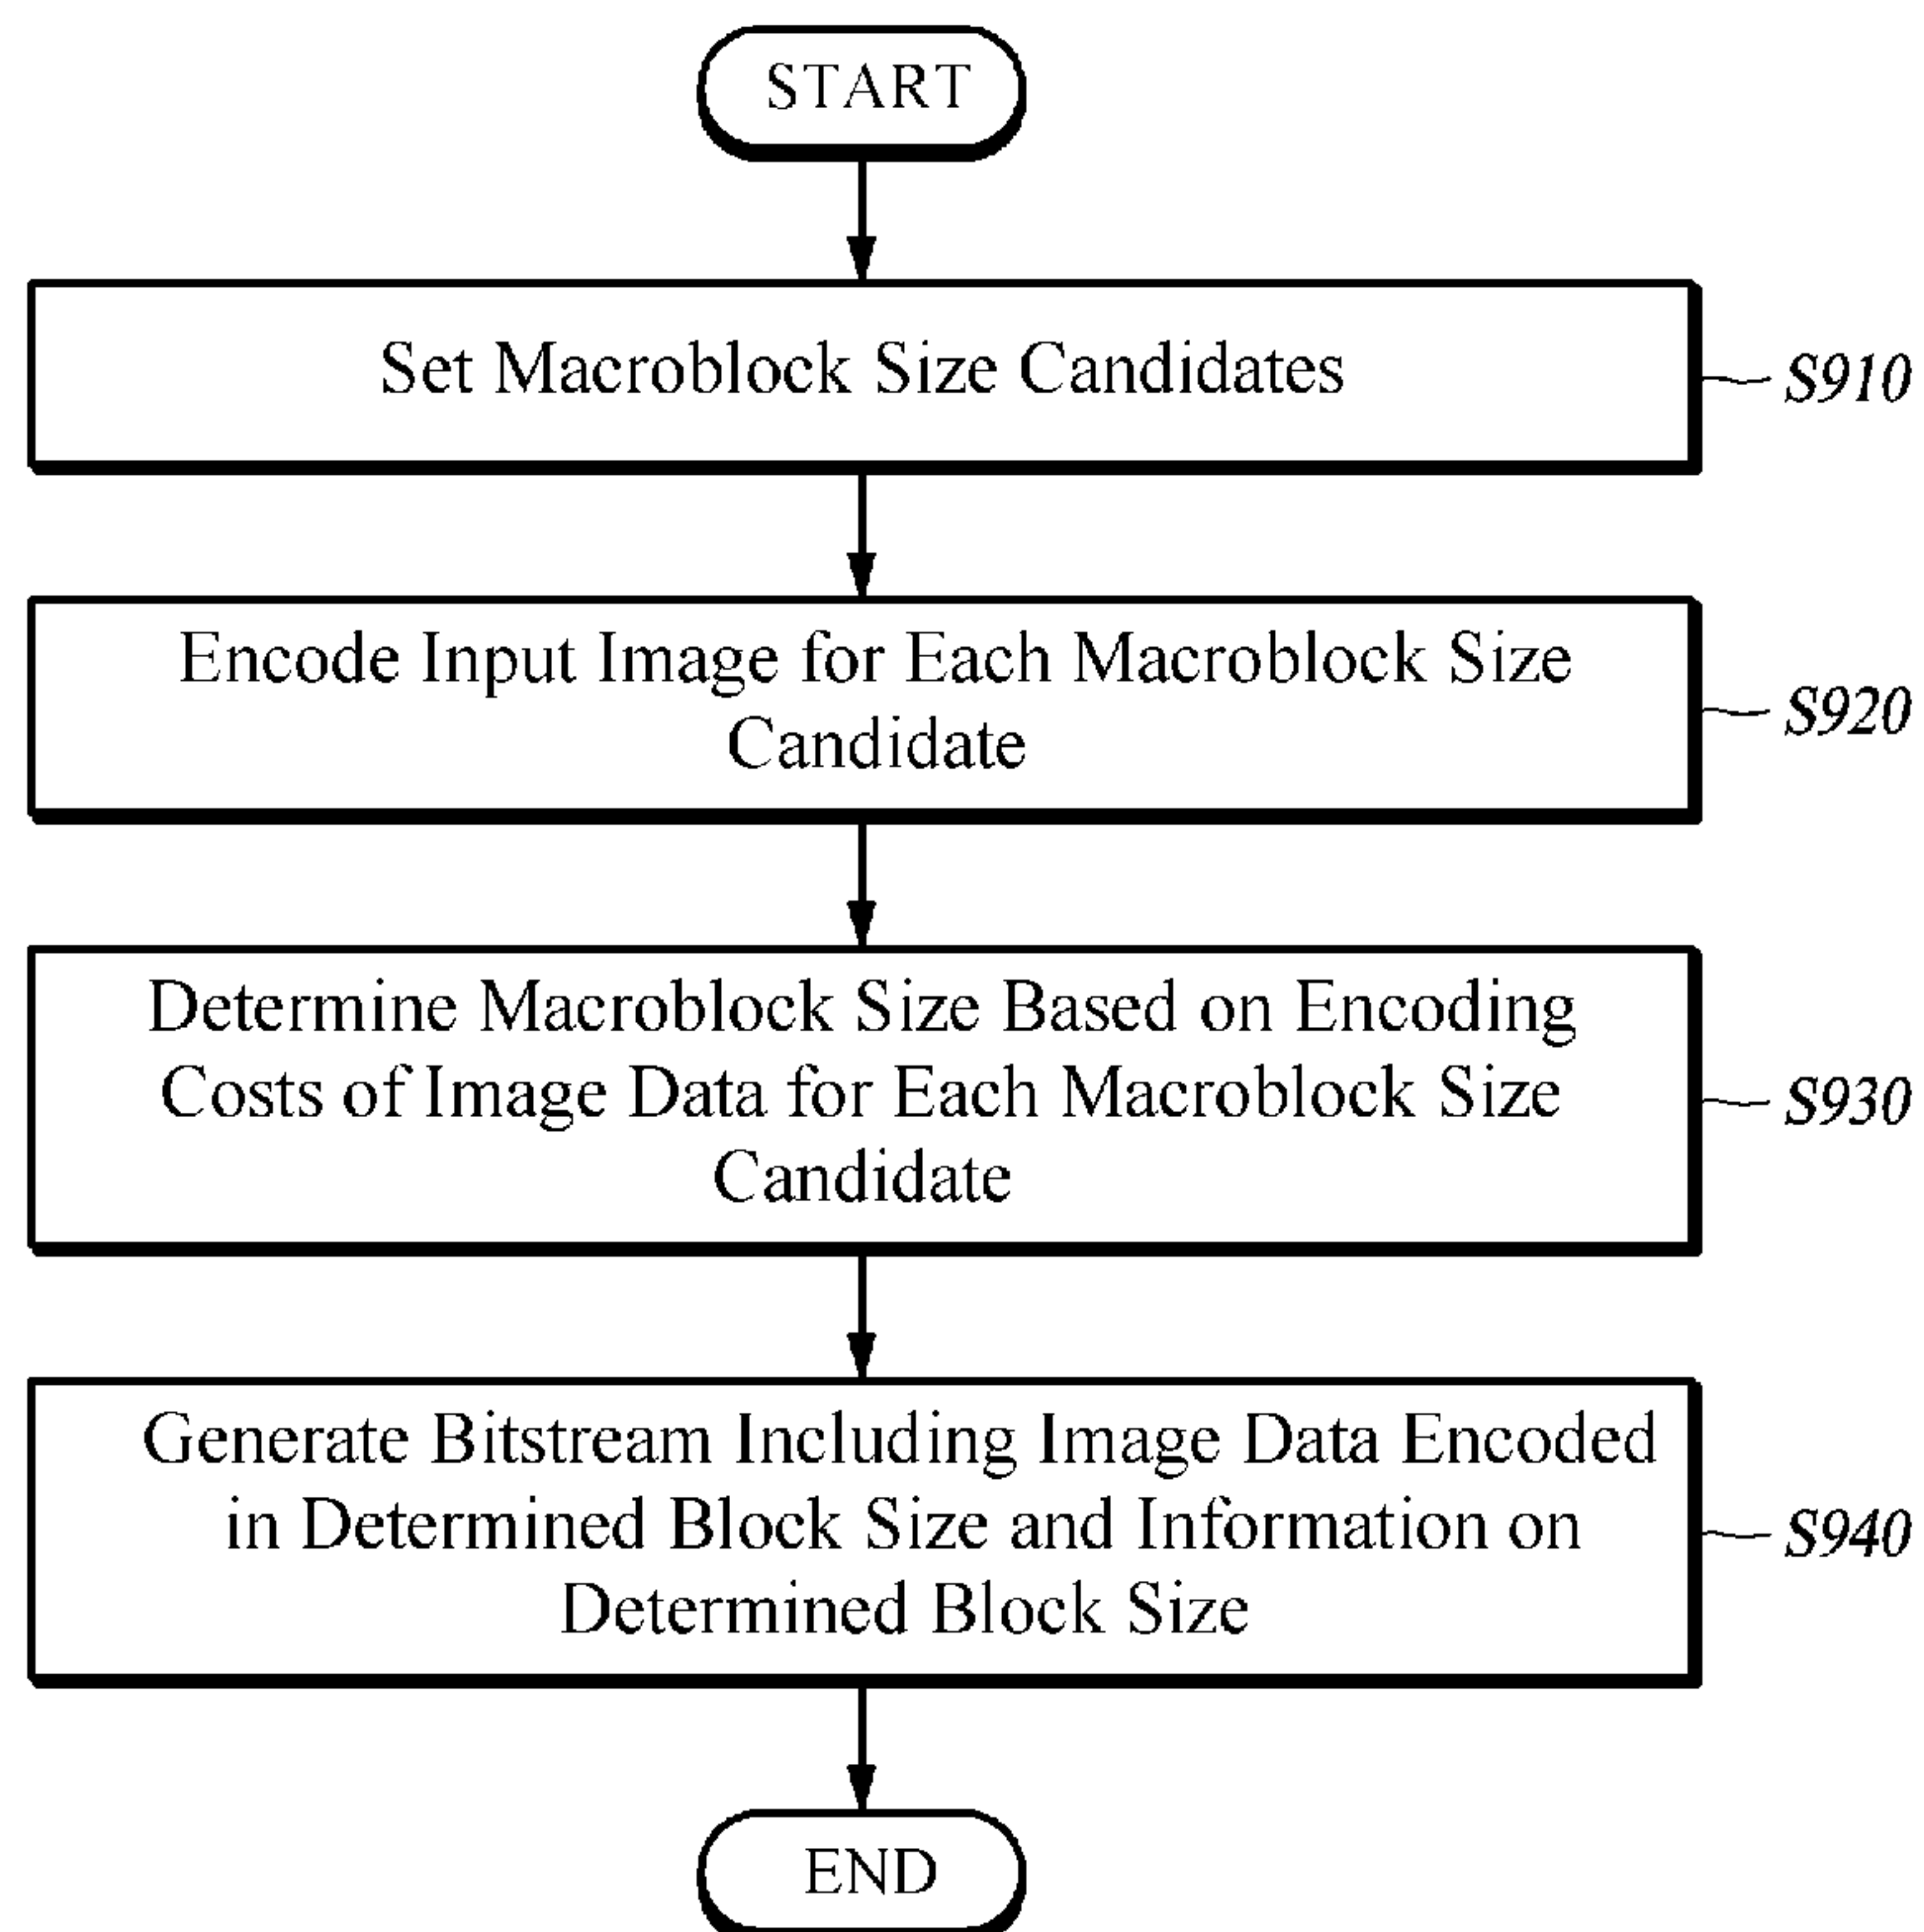 START
Set Macroblock Size Candidates
S910
Encode Input Image for Each Macroblock Size
Candidate
S920
Determine Macroblock Size Based on Encoding
Costs of Image Data for Each Macroblock Size
Candidate
S930
Generate Bitstream Including Image Data Encoded
in Determined Block Size and Information on
Determined Block Size
S940
END